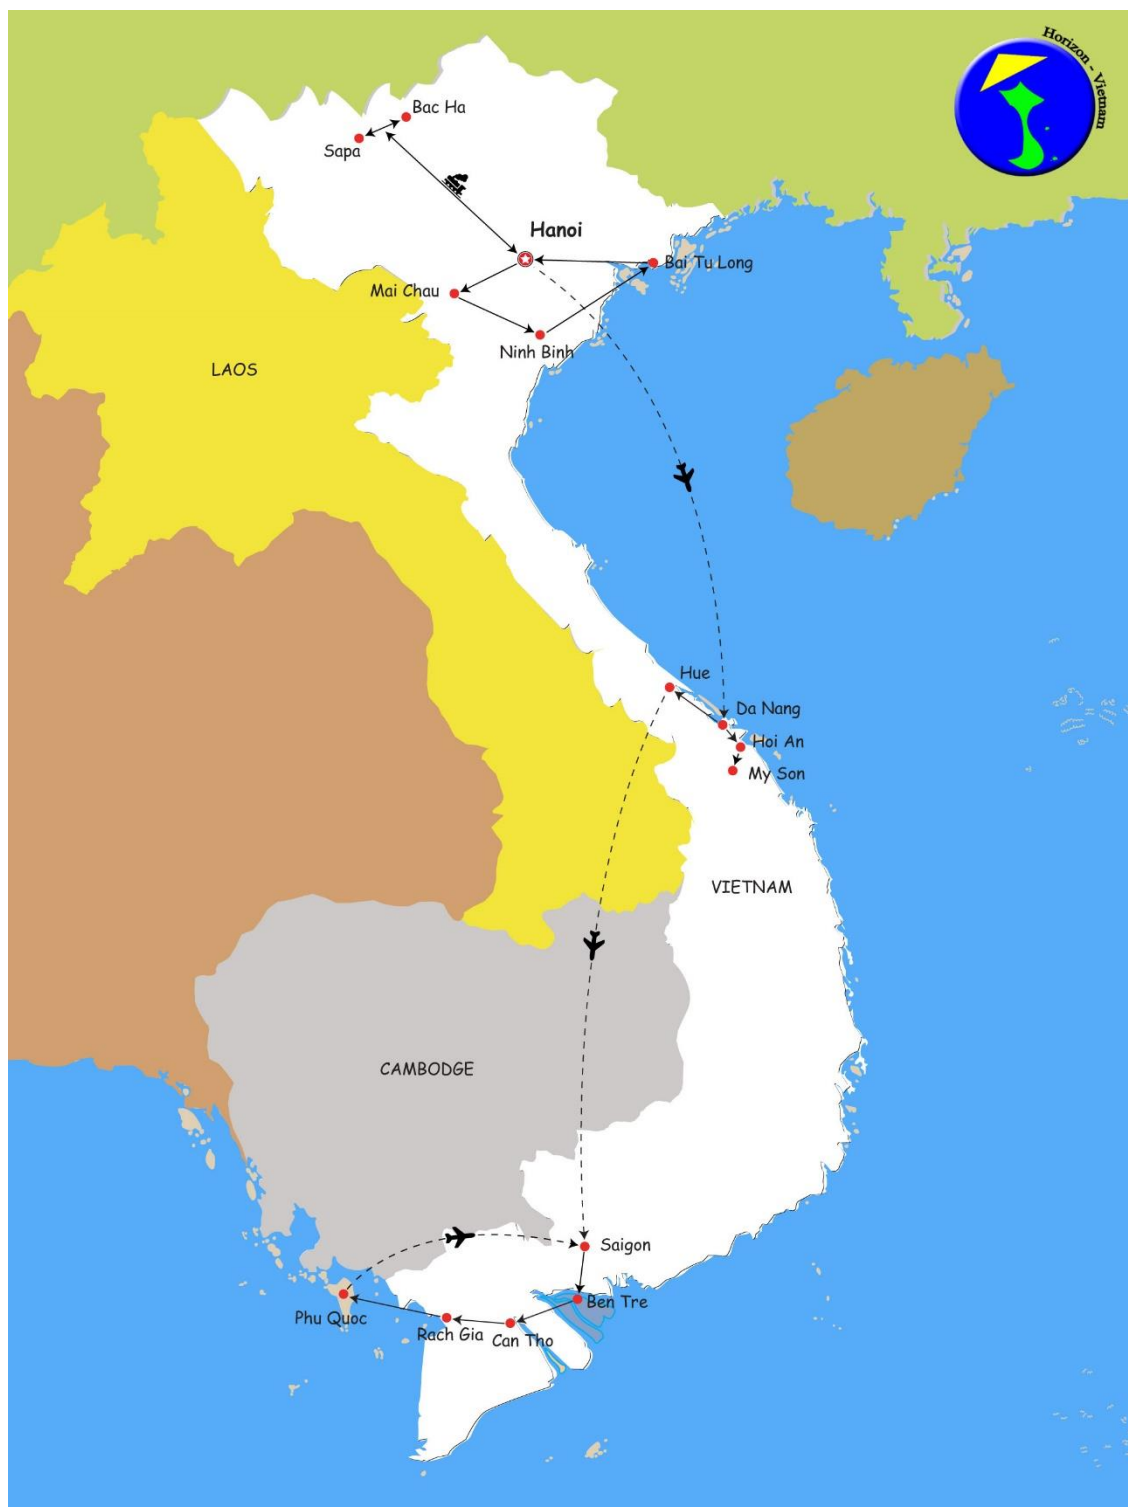 Horizon - Vietnam
Bac Ha
Sapa
Hanoi
Bai Tu Long
Mai Chau
Ninh Binh
LAOS
Hue
Da Nang
Hoi An
My Son
VIETNAM
CAMBODGE
Saigon
Ben Tre
Phu Quoc
Rach Gia
Can Tho